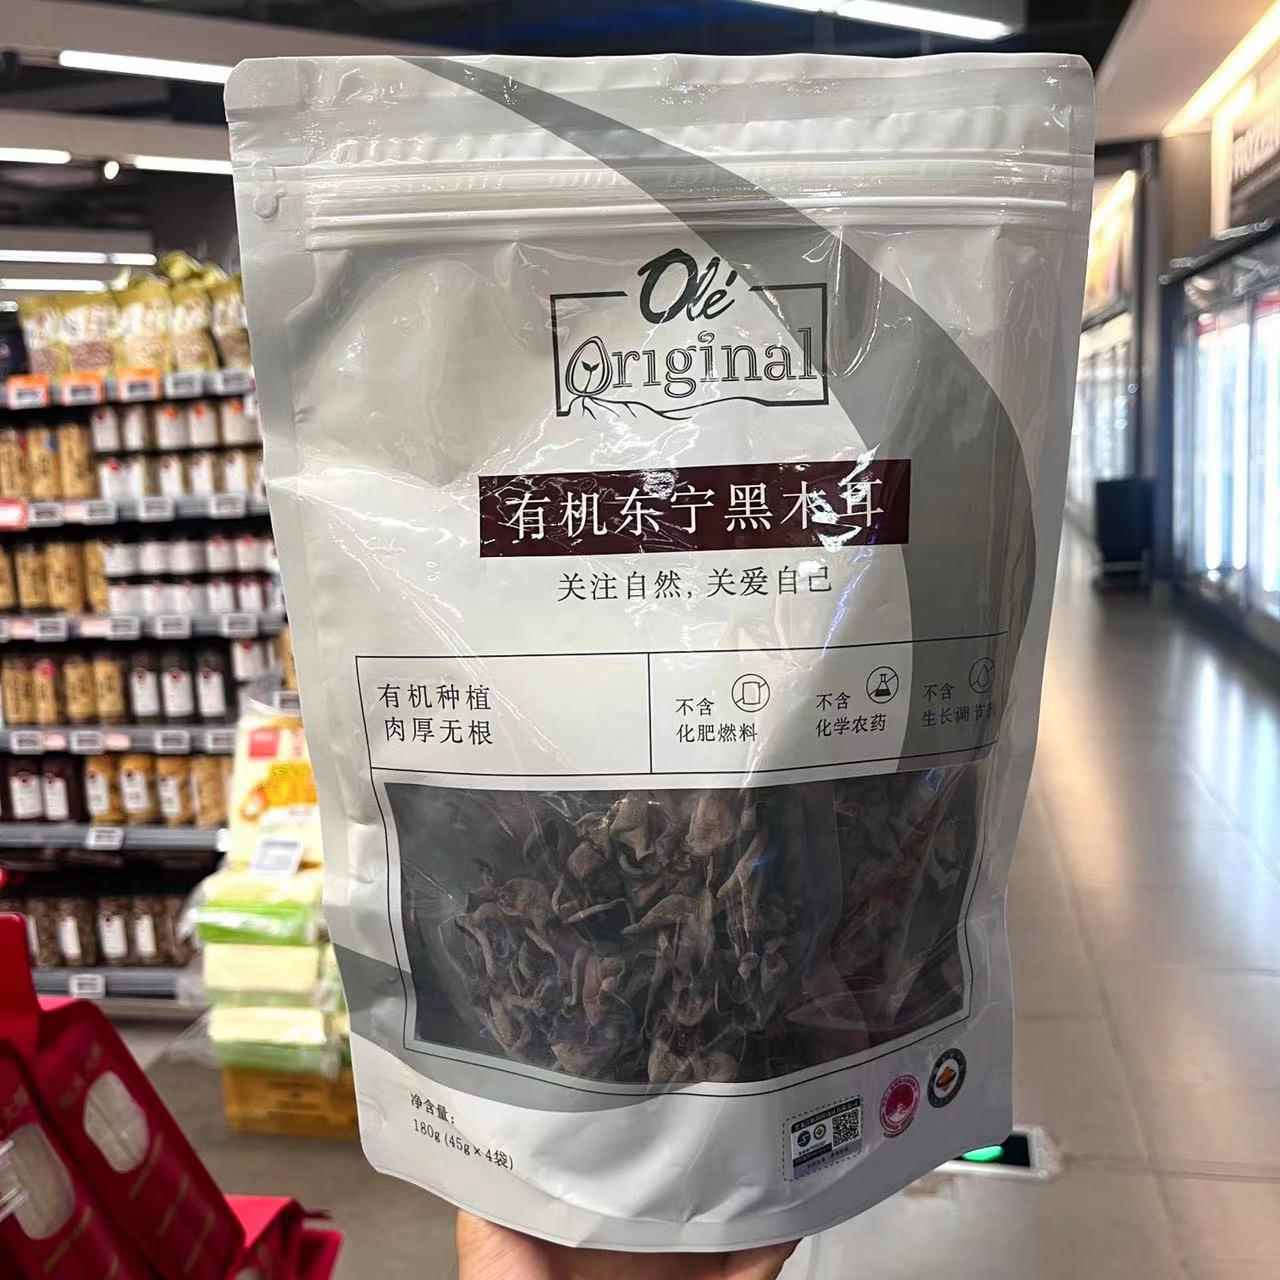 Olé
Original
有机东宁黑木耳
关注自然, 关爱自己
有机种植
肉厚无根
不含
化肥燃料
不含
化学农药
不含
生长调节剂
净含量:
180g (45g×4袋)